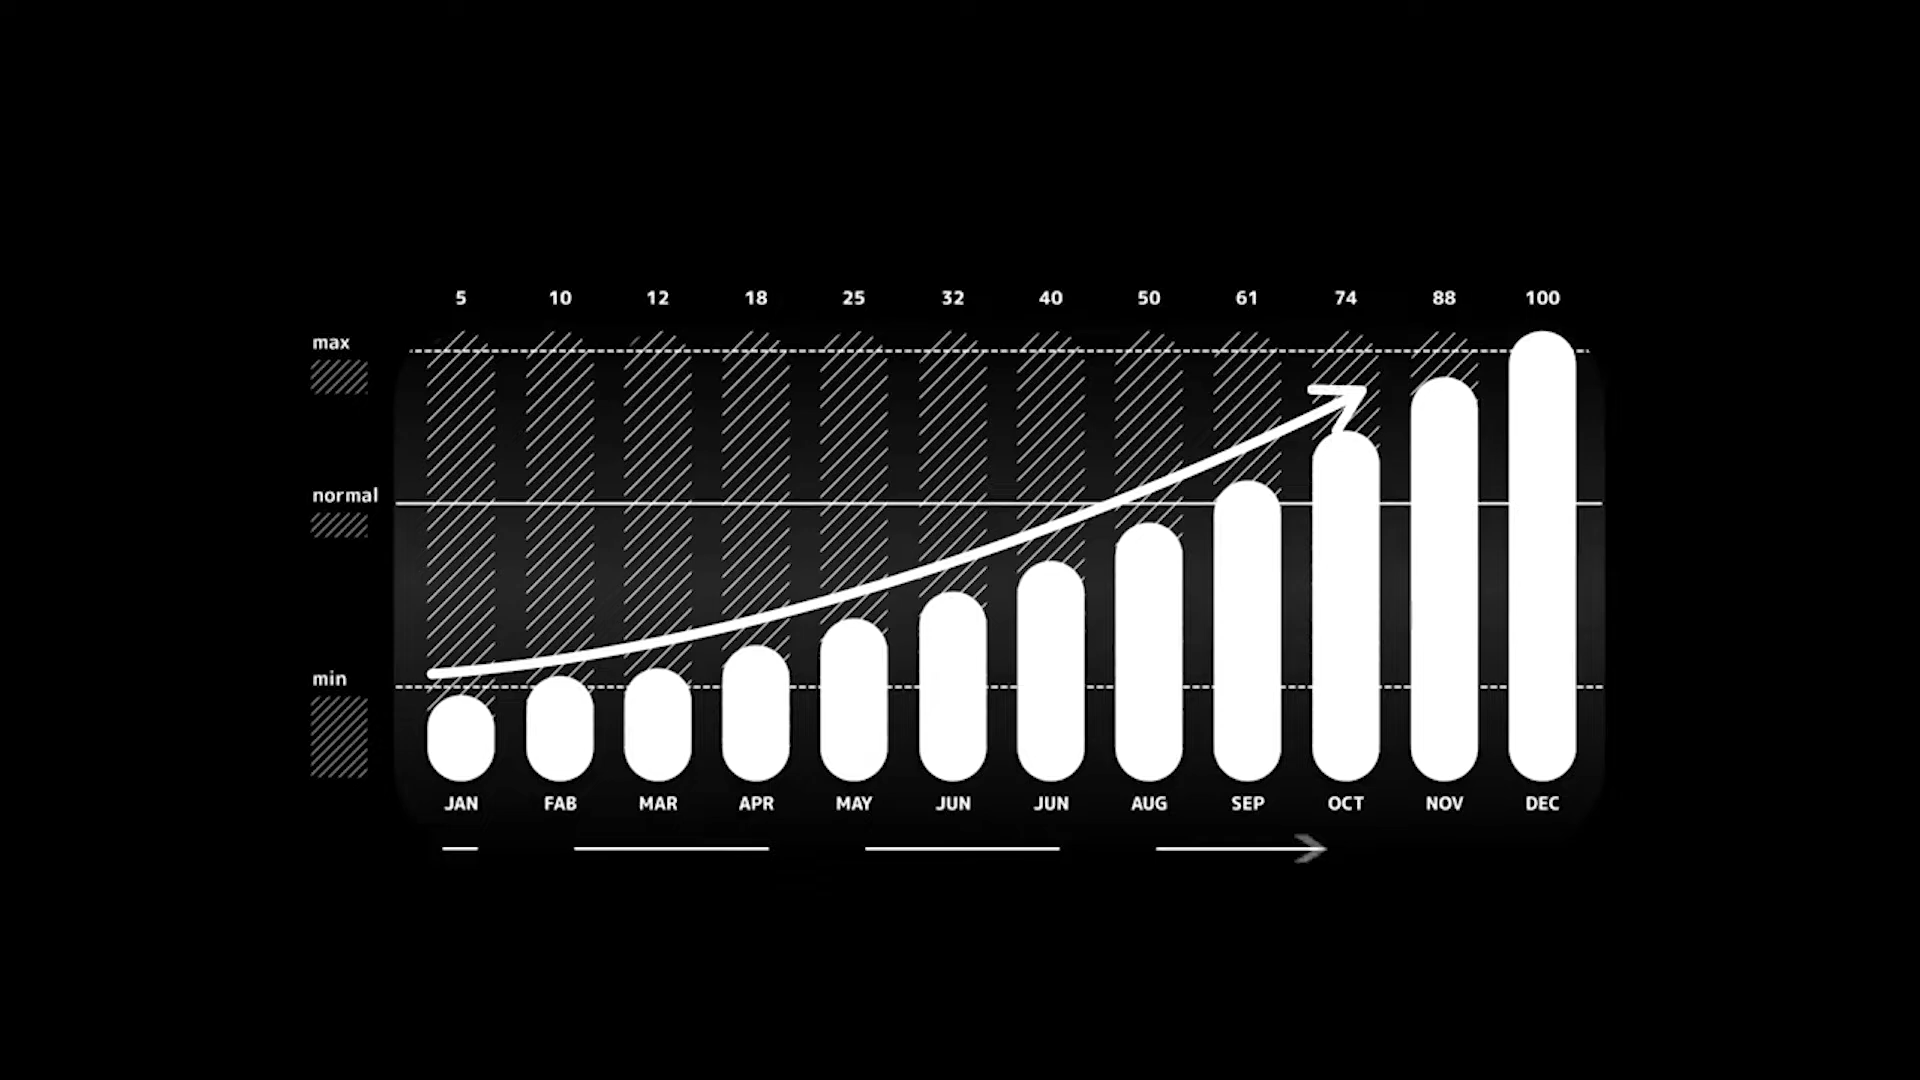 5 10 12 18 25 32 40 50 61 74 88 100
max
normal
min
JAN FAB MAR APR MAY JUN JUN AUG SEP OCT NOV DEC